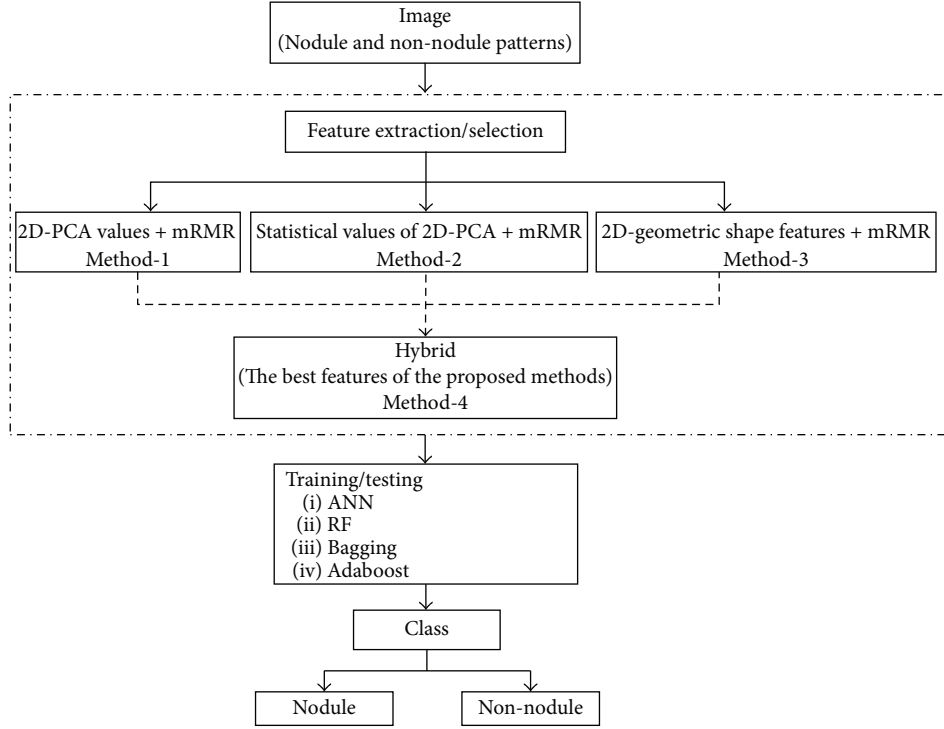 Image
(Nodule and non-nodule patterns)
Feature extraction/selection
2D-PCA values + mRMR
Method-1
Statistical values of 2D-PCA + mRMR
Method-2
2D-geometric shape features + mRMR
Method-3
Hybrid
(The best features of the proposed methods)
Method-4
Training/testing
(i) ANN
(ii) RF
(iii) Bagging
(iv) Adaboost
Class
Nodule
Non-nodule